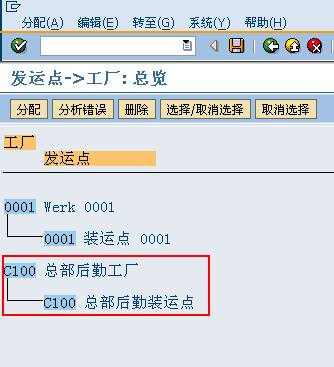 分配(A) 编辑(E) 转至(G) 系统(Y) 帮助(H)
发运点->工厂: 总览
分配 分析错误 删除 选择/取消选择 取消选择
工厂
发运点
0001 Werk 0001
0001 装运点 0001
C100 总部后勤工厂
C100 总部后勤装运点